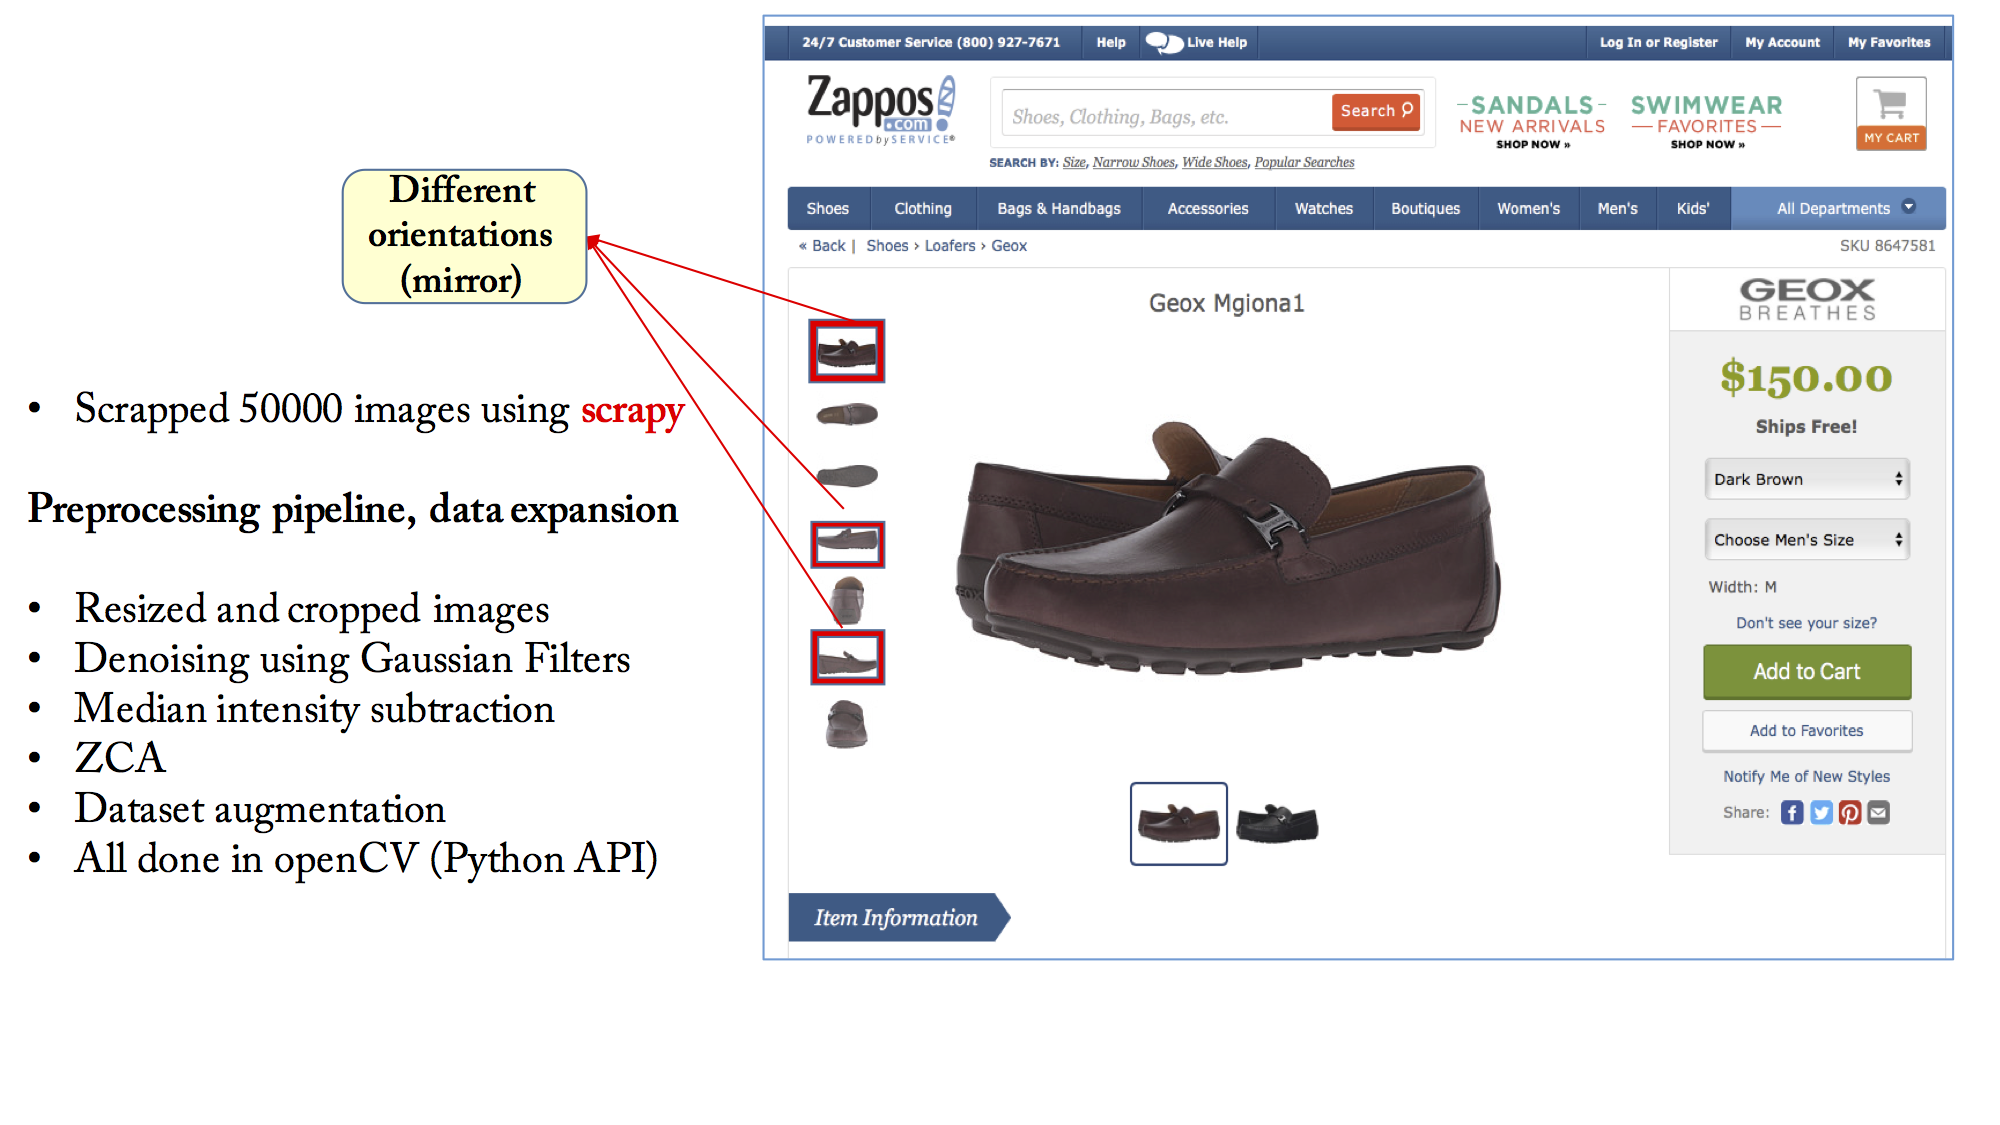 Different
orientations
(mirror)
• Scrapped 50000 images using scrapy
Preprocessing pipeline, data expansion
• Resized and cropped images
• Denoising using Gaussian Filters
• Median intensity subtraction
• ZCA
• Dataset augmentation
• All done in openCV (Python API)
24/7 Customer Service (800) 927-7671 Help Live Help Log In or Register My Account My Favorites
Zappos
.com
POWERED by SERVICE®
Shoes, Clothing, Bags, etc. Search
SEARCH BY: Size, Narrow Shoes, Wide Shoes, Popular Searches
SANDALS
NEW ARRIVALS
SHOP NOW »
SWIMWEAR
FAVORITES
SHOP NOW »
MY CART
Shoes Clothing Bags & Handbags Accessories Watches Boutiques Women's Men's Kids' All Departments
« Back | Shoes › Loafers › Geox SKU 8647581
Geox Mgiona1
GEOX
BREATHES
$150.00
Ships Free!
Dark Brown
Choose Men's Size
Width: M
Don't see your size?
Add to Cart
Add to Favorites
Notify Me of New Styles
Share:
GEOX
Item Information